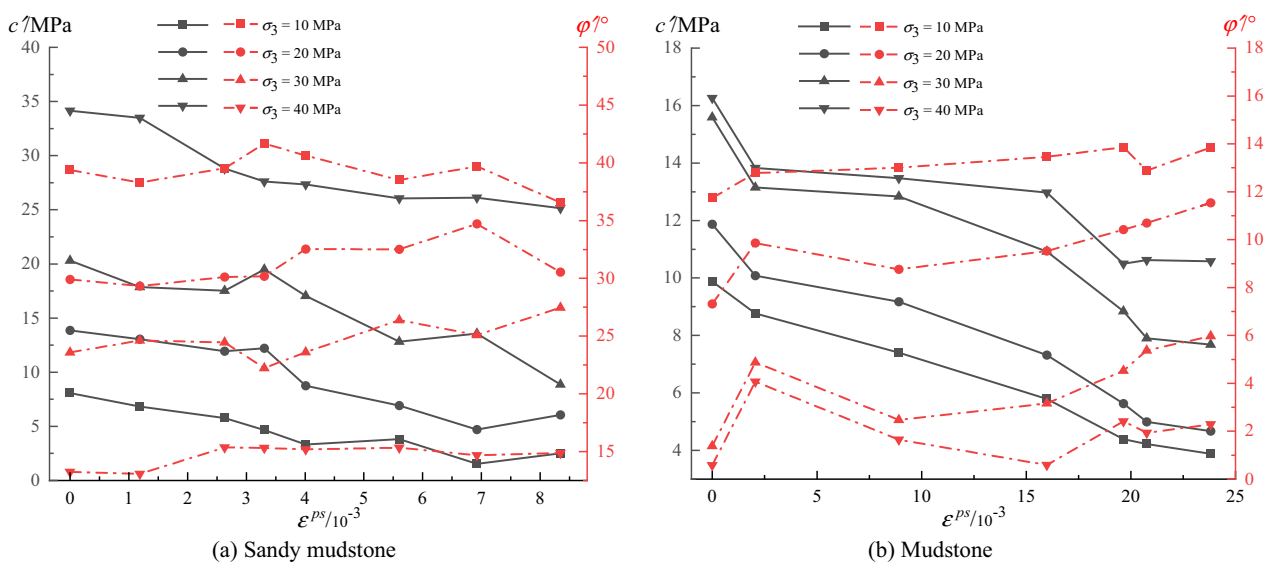 c′/MPa
φ′/°
σ3 = 10 MPa
σ3 = 20 MPa
σ3 = 30 MPa
σ3 = 40 MPa
40
35
30
25
20
15
10
5
0
50
45
40
35
30
25
20
15
0 1 2 3 4 5 6 7 8
ε^ps/10^-3
(a) Sandy mudstone
c′/MPa
φ′/°
σ3 = 10 MPa
σ3 = 20 MPa
σ3 = 30 MPa
σ3 = 40 MPa
18
16
14
12
10
8
6
4
18
16
14
12
10
8
6
4
2
0
0 5 10 15 20 25
ε^ps/10^-3
(b) Mudstone